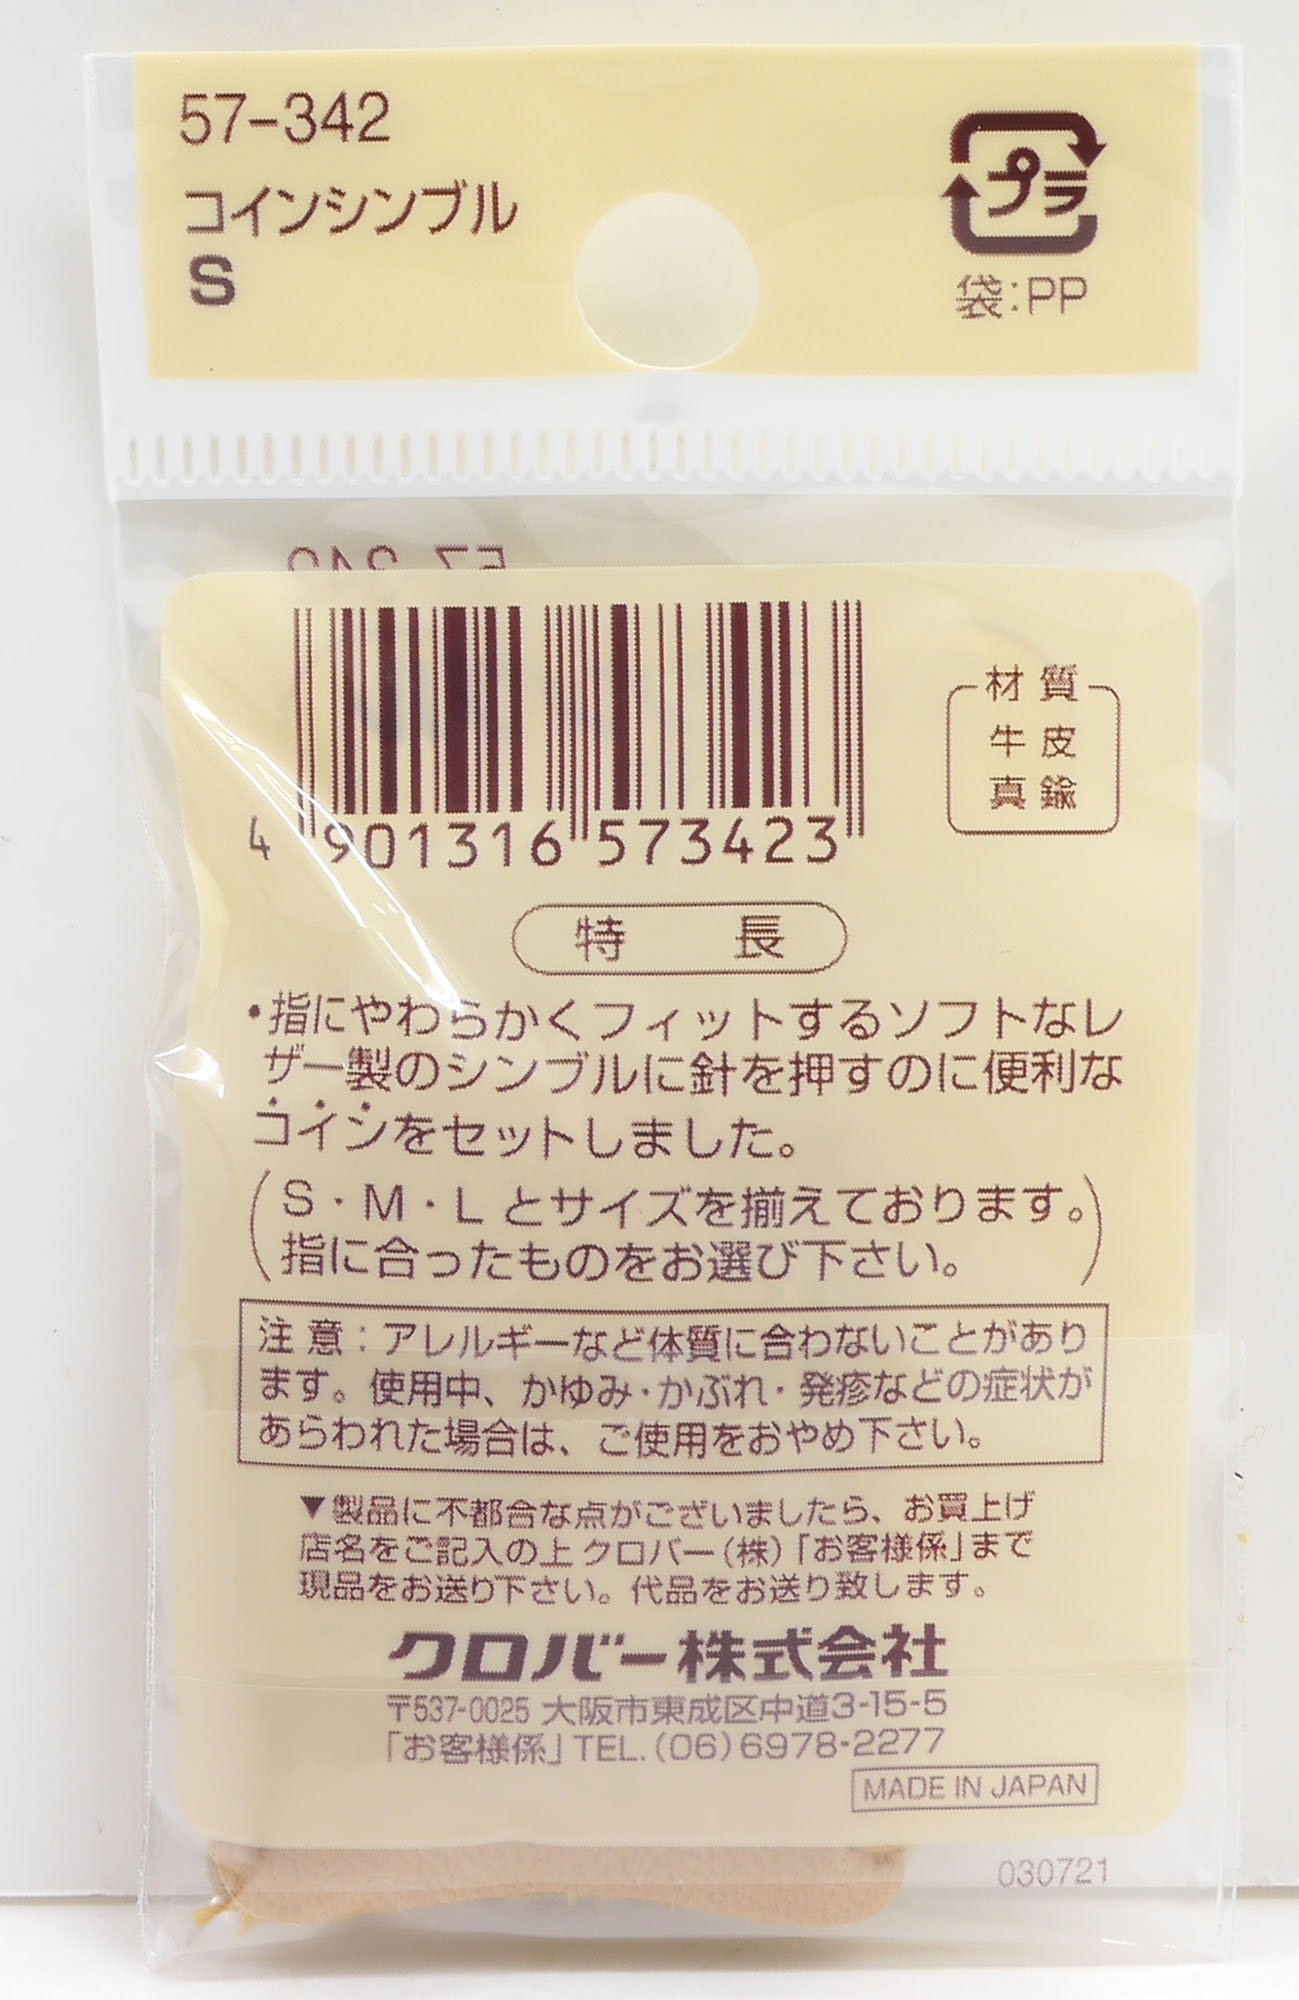 57-342
コインシンブル
S
プラ
袋:PP
4 901316 573423
材質
牛皮
真鍮
特長
・指にやわらかくフィットするソフトなレ
ザー製のシンブルに針を押すのに便利な
コインをセットしました。
(S・M・Lとサイズを揃えております。
指に合ったものをお選び下さい。)
注意:アレルギーなど体質に合わないことがあり
ます。使用中、かゆみ・かぶれ・発疹などの症状が
あらわれた場合は、ご使用をおやめ下さい。
▼製品に不都合な点がございましたら、お買上げ
店名をご記入の上クロバー(株)「お客様係」まで
現品をお送り下さい。代品をお送り致します。
クロバー株式会社
〒537-0025 大阪市東成区中道3-15-5
「お客様係」TEL.(06)6978-2277
MADE IN JAPAN
030721